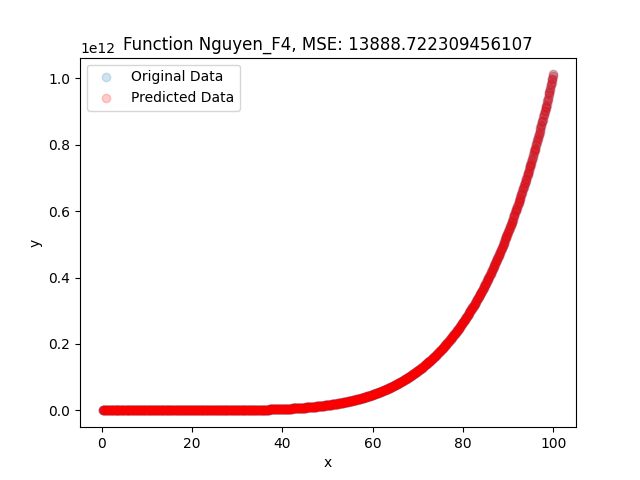 Function Nguyen_F4, MSE: 13888.722309456107
1e12
Original Data
Predicted Data
1.0
0.8
0.6
0.4
0.2
0.0
y
0 20 40 60 80 100
x